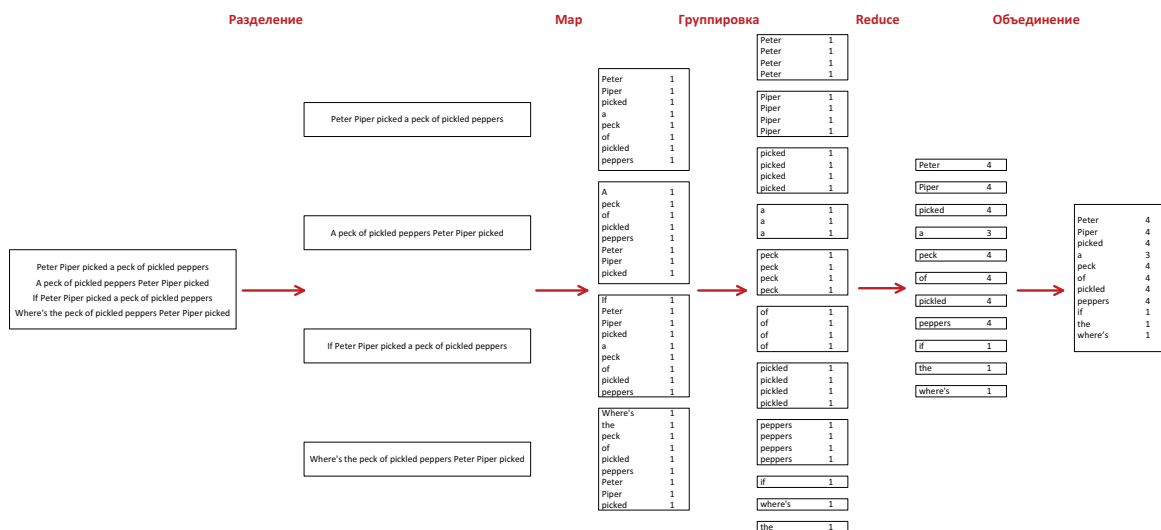 Разделение
Map
Группировка
Reduce
Объединение
Peter Piper picked a peck of pickled peppers
A peck of pickled peppers Peter Piper picked
If Peter Piper picked a peck of pickled peppers
Where's the peck of pickled peppers Peter Piper picked
Peter Piper picked a peck of pickled peppers
A peck of pickled peppers Peter Piper picked
If Peter Piper picked a peck of pickled peppers
Where's the peck of pickled peppers Peter Piper picked
Peter 1
Piper 1
picked 1
a 1
peck 1
of 1
pickled 1
peppers 1
A 1
peck 1
of 1
pickled 1
peppers 1
Peter 1
Piper 1
picked 1
If 1
Peter 1
Piper 1
picked 1
a 1
peck 1
of 1
pickled 1
peppers 1
Where's 1
the 1
peck 1
of 1
pickled 1
peppers 1
Peter 1
Piper 1
picked 1
Peter 1
Peter 1
Peter 1
Peter 1
Piper 1
Piper 1
Piper 1
Piper 1
picked 1
picked 1
picked 1
picked 1
a 1
a 1
a 1
peck 1
peck 1
peck 1
peck 1
of 1
of 1
of 1
of 1
pickled 1
pickled 1
pickled 1
pickled 1
peppers 1
peppers 1
peppers 1
peppers 1
if 1
where's 1
the 1
Peter 4
Piper 4
picked 4
a 3
peck 4
of 4
pickled 4
peppers 4
if 1
the 1
where's 1
Peter 4
Piper 4
picked 4
a 3
peck 4
of 4
pickled 4
peppers 4
if 1
the 1
where's 1